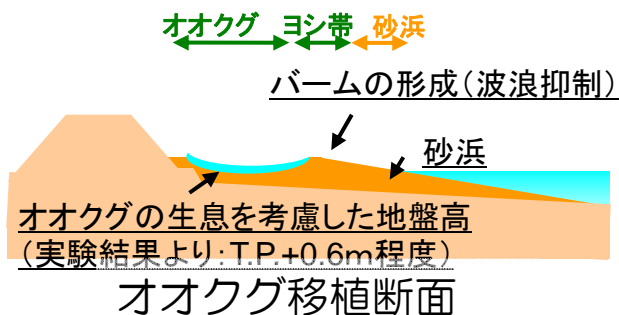 オオクグ ヨシ帯 砂浜
バームの形成(波浪抑制)
砂浜
オオクグの生息を考慮した地盤高
(実験結果より:T.P.+0.6m程度)
オオクグ移植断面